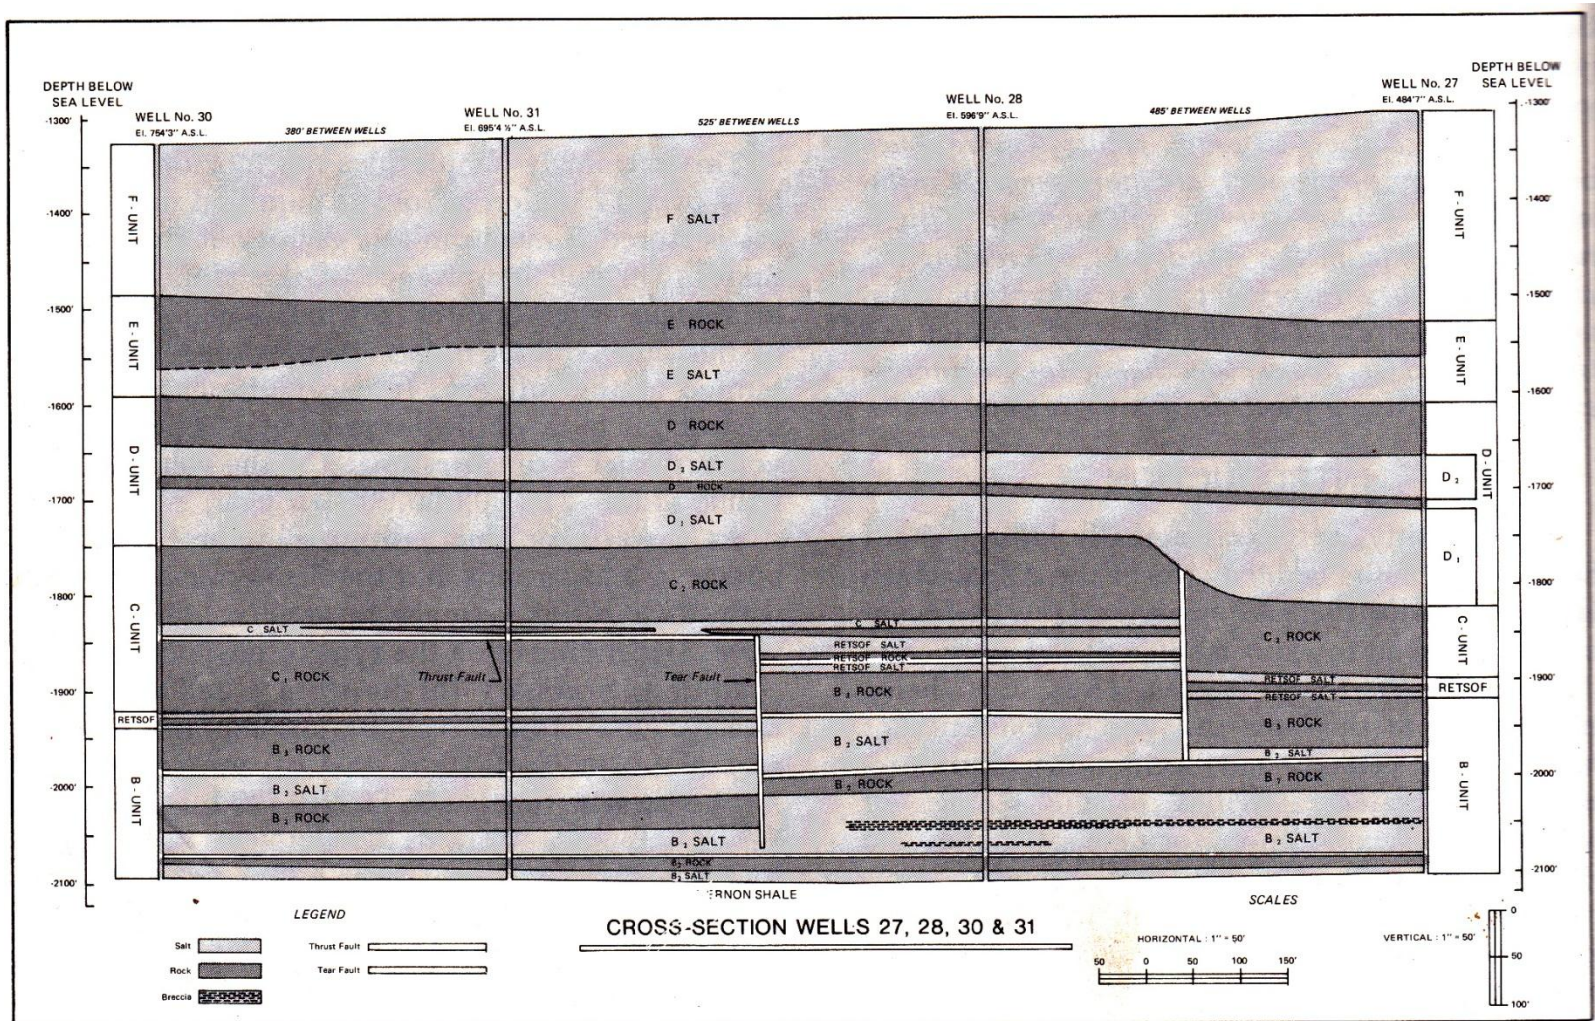 DEPTH BELOW
SEA LEVEL
DEPTH BELOW
SEA LEVEL
WELL No. 30
El. 754'3" A.S.L.
380' BETWEEN WELLS
WELL No. 31
El. 695'4 ½" A.S.L.
525' BETWEEN WELLS
WELL No. 28
El. 596'9" A.S.L.
485' BETWEEN WELLS
WELL No. 27
El. 484'7" A.S.L.
-1300'
-1400'
-1500'
-1600'
-1700'
-1800'
-1900'
-2000'
-2100'
F - UNIT
E - UNIT
D - UNIT
C - UNIT
RETSOF
B - UNIT
F SALT
E ROCK
E SALT
D ROCK
D₂ SALT
D ROCK
D₁ SALT
C₂ ROCK
C SALT
C SALT
C₁ ROCK
Thrust Fault
Tear Fault
RETSOF SALT
RETSOF ROCK
RETSOF SALT
B₃ ROCK
B₃ ROCK
B₂ SALT
B₂ SALT
B₂ ROCK
B₂ ROCK
B₂ SALT
B₂ ROCK
B₂ SALT
C₂ ROCK
RETSOF SALT
RETSOF SALT
B₃ ROCK
B₂ SALT
B₂ ROCK
B₂ SALT
F - UNIT
E - UNIT
D - UNIT
D₂
D₁
C - UNIT
RETSOF
B - UNIT
-1300'
-1400'
-1500'
-1600'
-1700'
-1800'
-1900'
-2000'
-2100'
ERNON SHALE
CROSS-SECTION WELLS 27, 28, 30 & 31
LEGEND
Salt
Rock
Breccia
Thrust Fault
Tear Fault
SCALES
HORIZONTAL : 1" = 50'
50 0 50 100 150'
VERTICAL : 1" = 50'
0
50
100'